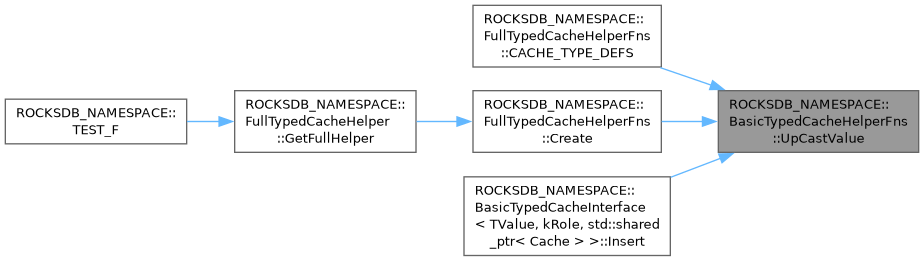 ROCKSDB_NAMESPACE::
TEST_F
ROCKSDB_NAMESPACE::
FullTypedCacheHelper
::GetFullHelper
ROCKSDB_NAMESPACE::
FullTypedCacheHelperFns
::CACHE_TYPE_DEFS
ROCKSDB_NAMESPACE::
FullTypedCacheHelperFns
::Create
ROCKSDB_NAMESPACE::
BasicTypedCacheInterface
< TValue, kRole, std::shared
_ptr< Cache > >::Insert
ROCKSDB_NAMESPACE::
BasicTypedCacheHelperFns
::UpCastValue